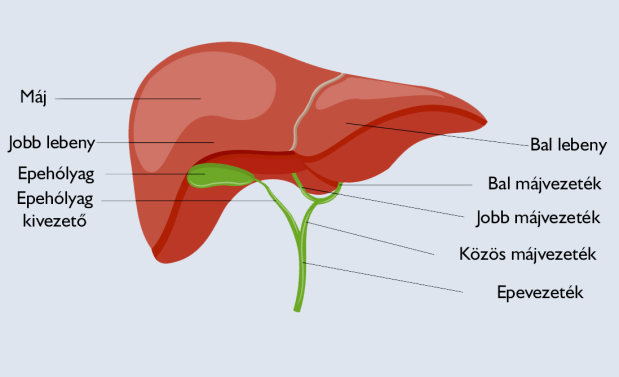 Máj
Jobb lebeny
Epehólyag
Epehólyag
kivezető
Bal lebeny
Bal májvezeték
Jobb májvezeték
Közös májvezeték
Epevezeték